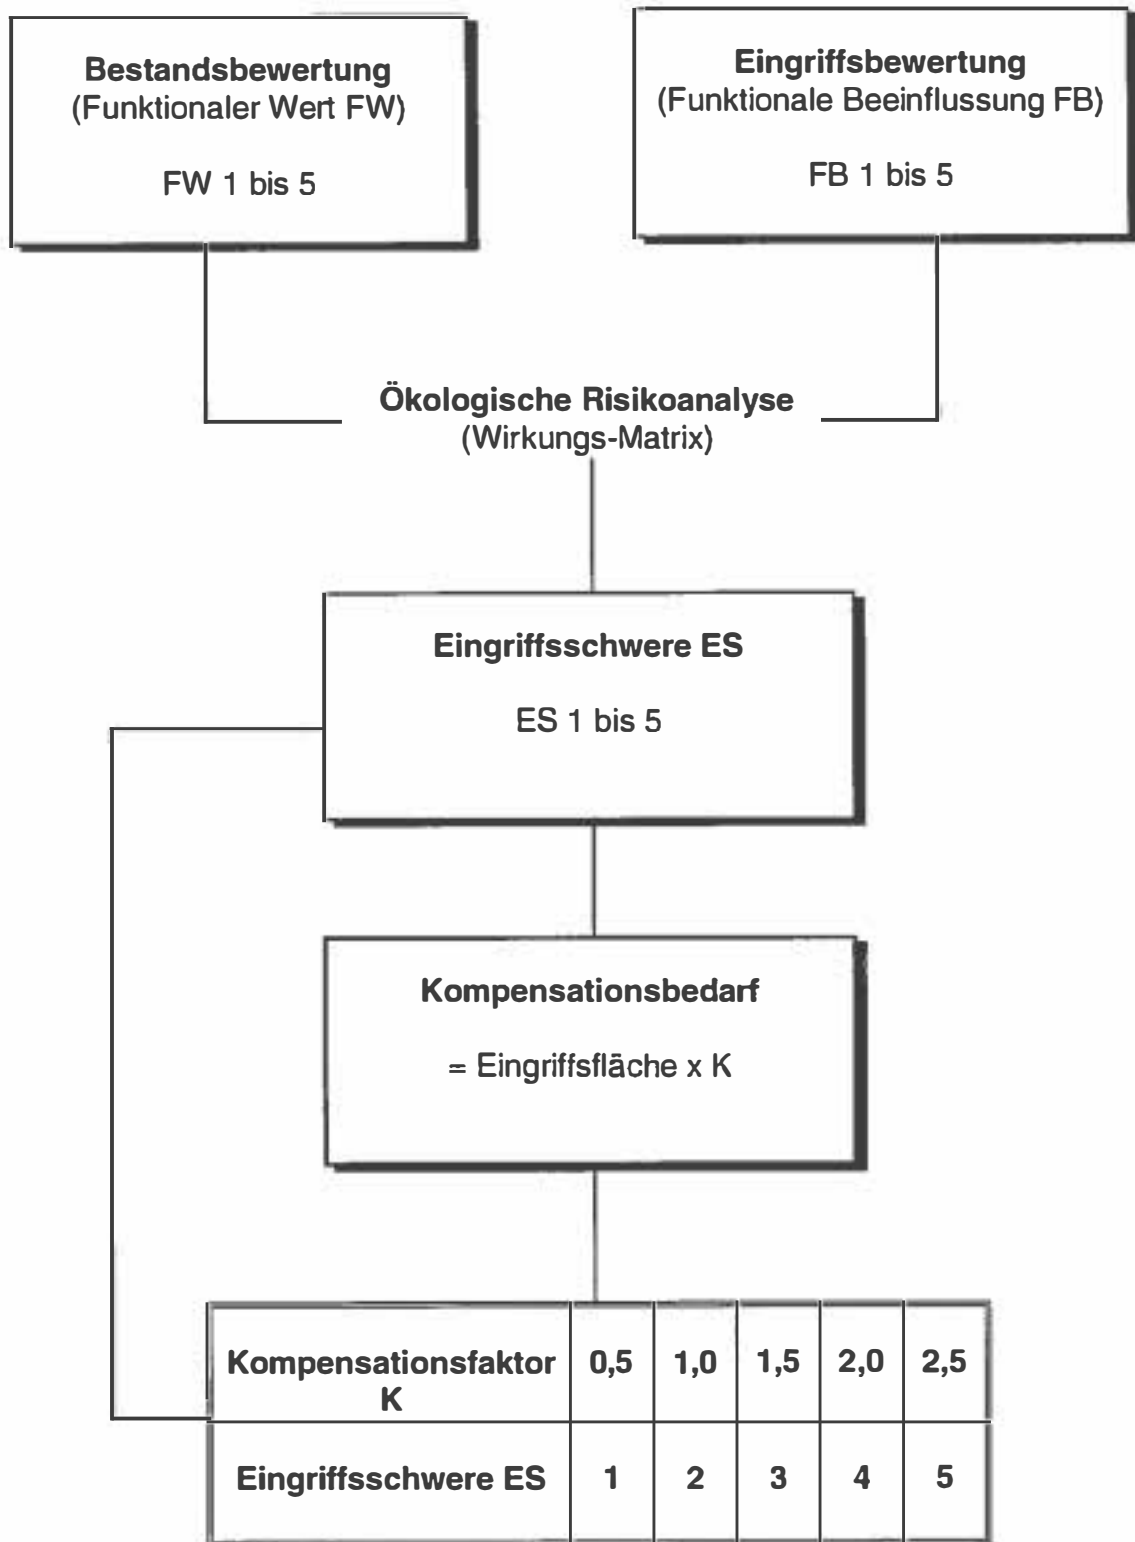 Bestandsbewertung
(Funktionaler Wert FW)
FW 1 bis 5
Eingriffsbewertung
(Funktionale Beeinflussung FB)
FB 1 bis 5
Ökologische Risikoanalyse
(Wirkungs-Matrix)
Eingriffsschwere ES
ES 1 bis 5
Kompensationsbedarf
= Eingriffsfläche x K
Kompensationsfaktor K 0,5 1,0 1,5 2,0 2,5
Eingriffsschwere ES 1 2 3 4 5